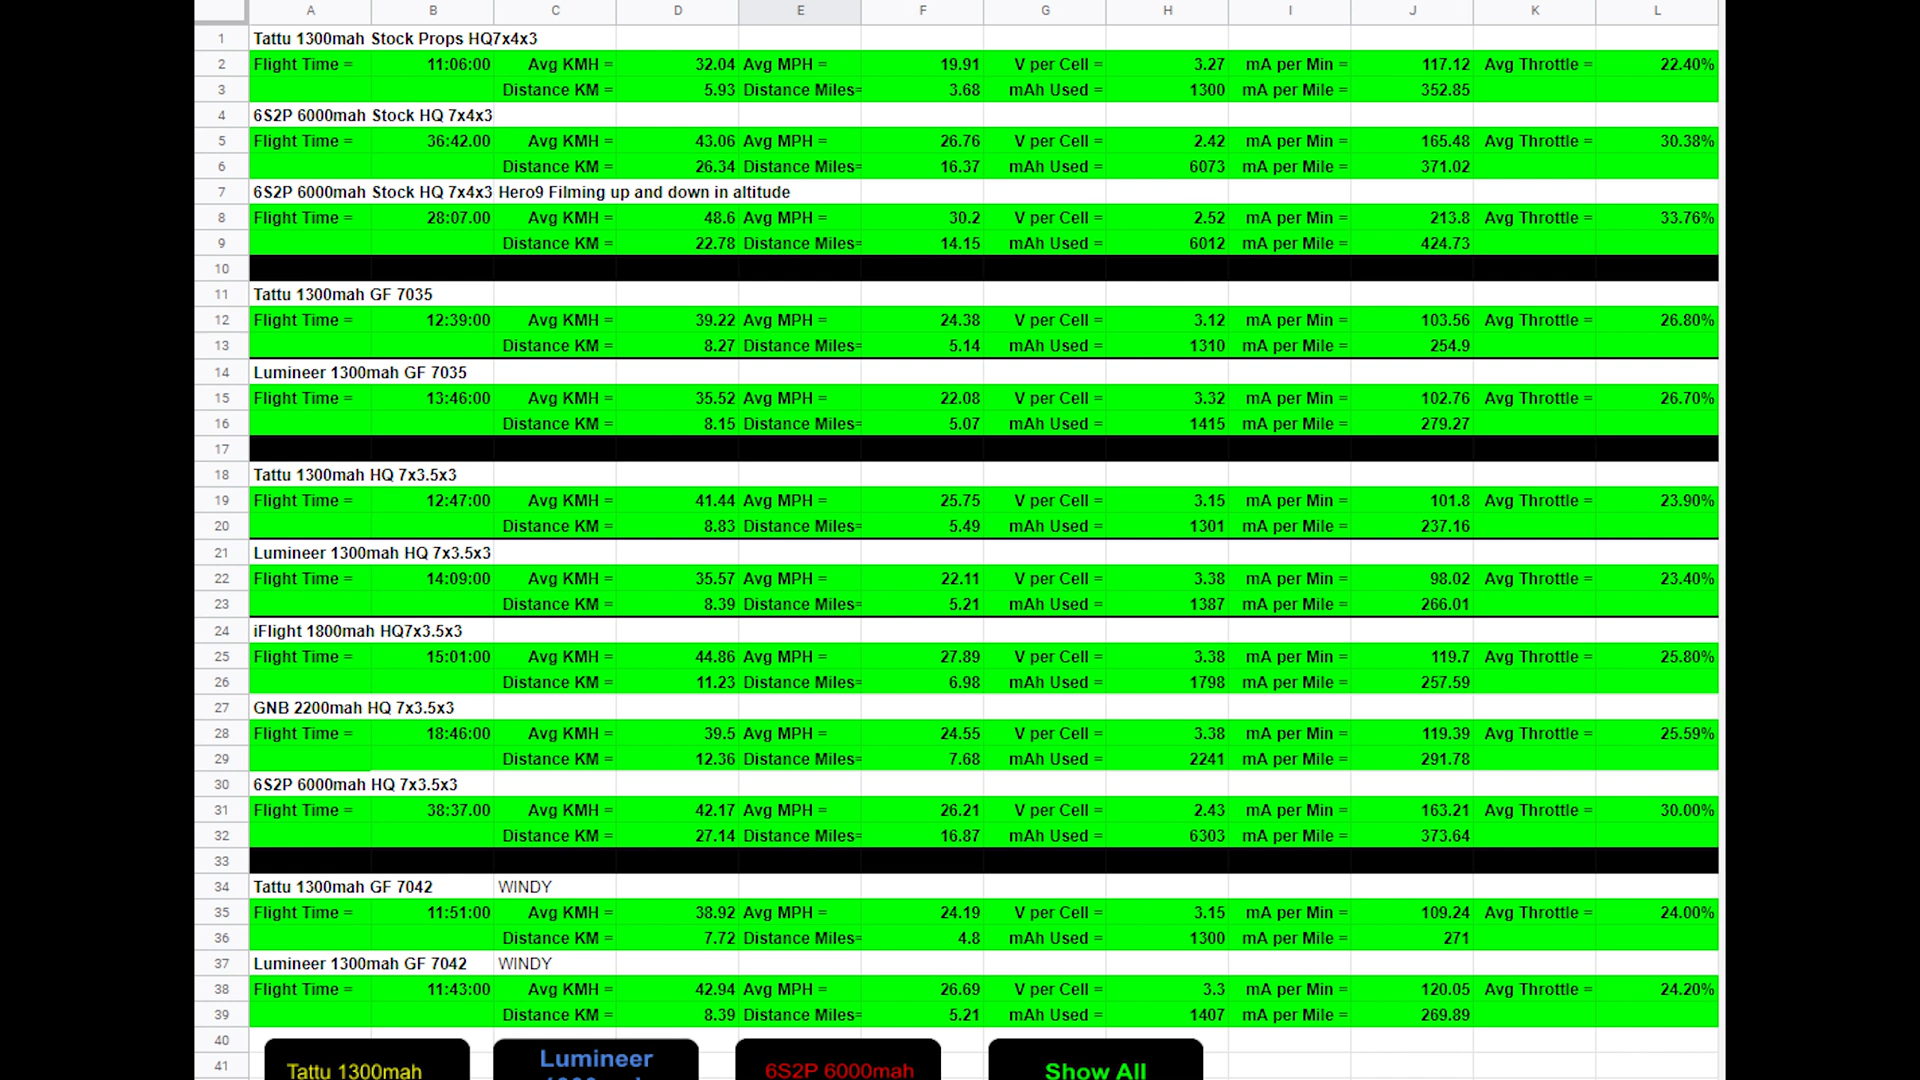 A B C D E F G H I J K L
1 Tattu 1300mah Stock Props HQ7x4x3
2 Flight Time = 11:06:00 Avg KMH = 32.04 Avg MPH = 19.91 V per Cell = 3.27 mA per Min = 117.12 Avg Throttle = 22.40%
3 Distance KM = 5.93 Distance Miles= 3.68 mAh Used = 1300 mA per Mile = 352.85
4 6S2P 6000mah Stock HQ 7x4x3
5 Flight Time = 36:42.00 Avg KMH = 43.06 Avg MPH = 26.76 V per Cell = 2.42 mA per Min = 165.48 Avg Throttle = 30.38%
6 Distance KM = 26.34 Distance Miles= 16.37 mAh Used = 6073 mA per Mile = 371.02
7 6S2P 6000mah Stock HQ 7x4x3 Hero9 Filming up and down in altitude
8 Flight Time = 28:07.00 Avg KMH = 48.6 Avg MPH = 30.2 V per Cell = 2.52 mA per Min = 213.8 Avg Throttle = 33.76%
9 Distance KM = 22.78 Distance Miles= 14.15 mAh Used = 6012 mA per Mile = 424.73
10
11 Tattu 1300mah GF 7035
12 Flight Time = 12:39:00 Avg KMH = 39.22 Avg MPH = 24.38 V per Cell = 3.12 mA per Min = 103.56 Avg Throttle = 26.80%
13 Distance KM = 8.27 Distance Miles= 5.14 mAh Used = 1310 mA per Mile = 254.9
14 Lumineer 1300mah GF 7035
15 Flight Time = 13:46:00 Avg KMH = 35.52 Avg MPH = 22.08 V per Cell = 3.32 mA per Min = 102.76 Avg Throttle = 26.70%
16 Distance KM = 8.15 Distance Miles= 5.07 mAh Used = 1415 mA per Mile = 279.27
17
18 Tattu 1300mah HQ 7x3.5x3
19 Flight Time = 12:47:00 Avg KMH = 41.44 Avg MPH = 25.75 V per Cell = 3.15 mA per Min = 101.8 Avg Throttle = 23.90%
20 Distance KM = 8.83 Distance Miles= 5.49 mAh Used = 1301 mA per Mile = 237.16
21 Lumineer 1300mah HQ 7x3.5x3
22 Flight Time = 14:09:00 Avg KMH = 35.57 Avg MPH = 22.11 V per Cell = 3.38 mA per Min = 98.02 Avg Throttle = 23.40%
23 Distance KM = 8.39 Distance Miles= 5.21 mAh Used = 1387 mA per Mile = 266.01
24 iFlight 1800mah HQ7x3.5x3
25 Flight Time = 15:01:00 Avg KMH = 44.86 Avg MPH = 27.89 V per Cell = 3.38 mA per Min = 119.7 Avg Throttle = 25.80%
26 Distance KM = 11.23 Distance Miles= 6.98 mAh Used = 1798 mA per Mile = 257.59
27 GNB 2200mah HQ 7x3.5x3
28 Flight Time = 18:46:00 Avg KMH = 39.5 Avg MPH = 24.55 V per Cell = 3.38 mA per Min = 119.39 Avg Throttle = 25.59%
29 Distance KM = 12.36 Distance Miles= 7.68 mAh Used = 2241 mA per Mile = 291.78
30 6S2P 6000mah HQ 7x3.5x3
31 Flight Time = 38:37.00 Avg KMH = 42.17 Avg MPH = 26.21 V per Cell = 2.43 mA per Min = 163.21 Avg Throttle = 30.00%
32 Distance KM = 27.14 Distance Miles= 16.87 mAh Used = 6303 mA per Mile = 373.64
33
34 Tattu 1300mah GF 7042 WINDY
35 Flight Time = 11:51:00 Avg KMH = 38.92 Avg MPH = 24.19 V per Cell = 3.15 mA per Min = 109.24 Avg Throttle = 24.00%
36 Distance KM = 7.72 Distance Miles= 4.8 mAh Used = 1300 mA per Mile = 271
37 Lumineer 1300mah GF 7042 WINDY
38 Flight Time = 11:43:00 Avg KMH = 42.94 Avg MPH = 26.69 V per Cell = 3.3 mA per Min = 120.05 Avg Throttle = 24.20%
39 Distance KM = 8.39 Distance Miles= 5.21 mAh Used = 1407 mA per Mile = 269.89
40
41 Tattu 1300mah Lumineer 6S2P 6000mah Show All